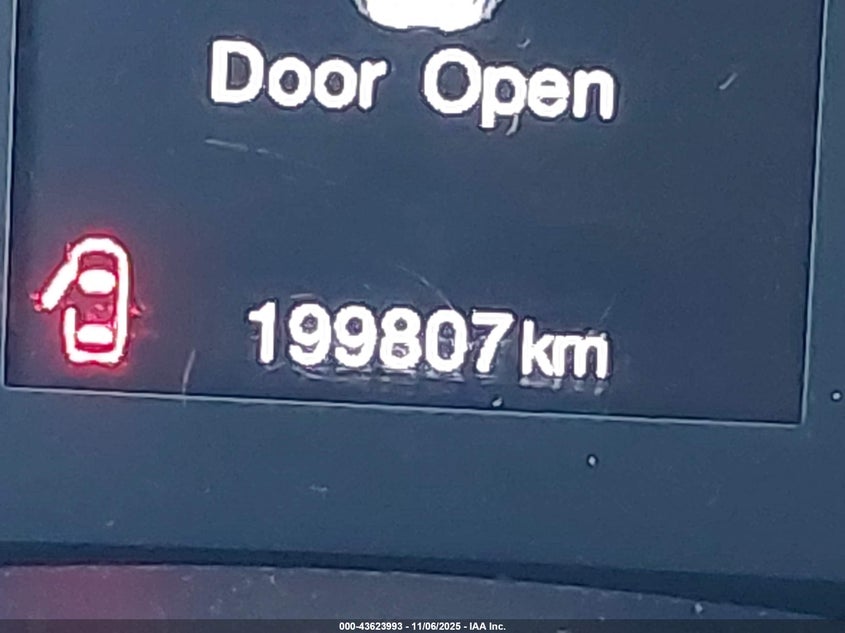 Door Open
199807 km
000-43623993 - 11/06/2025 - IAA Inc.